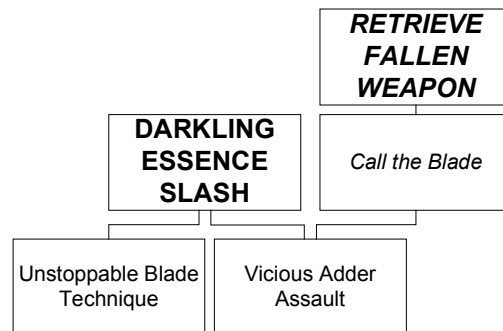 RETRIEVE
FALLEN
WEAPON
DARKLING
ESSENCE
SLASH
Call the Blade
Unstoppable Blade
Technique
Vicious Adder
Assault